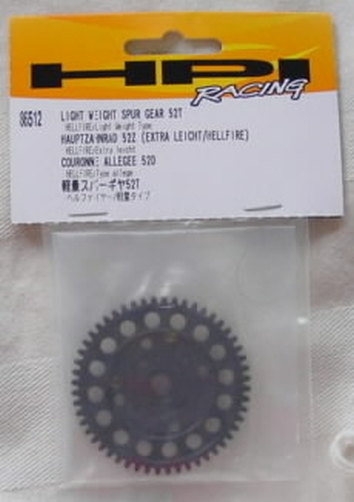 HPI
RACING
86512
LIGHT WEIGHT SPUR GEAR 52T
HELLFIRE/Light Weight Type
HAUPTZAHNRAD 52Z (EXTRA LEICHT/HELLFIRE)
HELLFIRE/Extra leicht
COURONNE ALLEGEE 52D
HELLFIRE/Type allege
軽量スパーギヤ52T
ヘルファイヤー/軽量タイプ